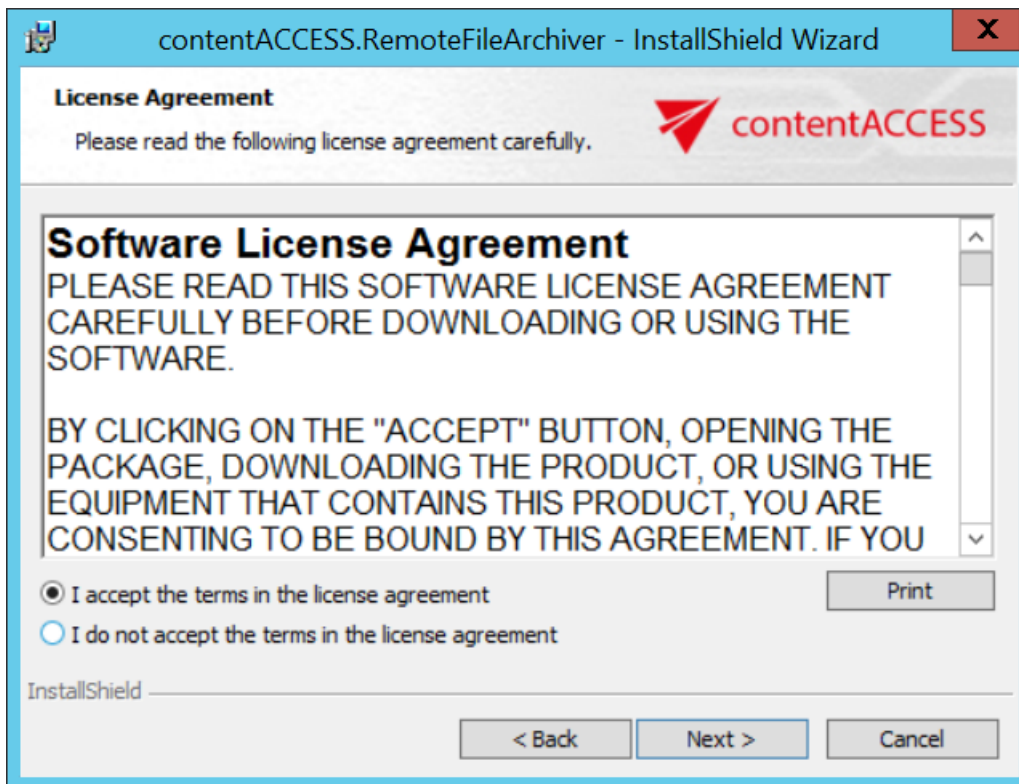 contentACCESS.RemoteFileArchiver - InstallShield Wizard
X
License Agreement
Please read the following license agreement carefully.
contentACCESS
Software License Agreement
PLEASE READ THIS SOFTWARE LICENSE AGREEMENT
CAREFULLY BEFORE DOWNLOADING OR USING THE
SOFTWARE.
BY CLICKING ON THE "ACCEPT" BUTTON, OPENING THE
PACKAGE, DOWNLOADING THE PRODUCT, OR USING THE
EQUIPMENT THAT CONTAINS THIS PRODUCT, YOU ARE
CONSENTING TO BE BOUND BY THIS AGREEMENT. IF YOU
I accept the terms in the license agreement
Print
I do not accept the terms in the license agreement
InstallShield
< Back
Next >
Cancel